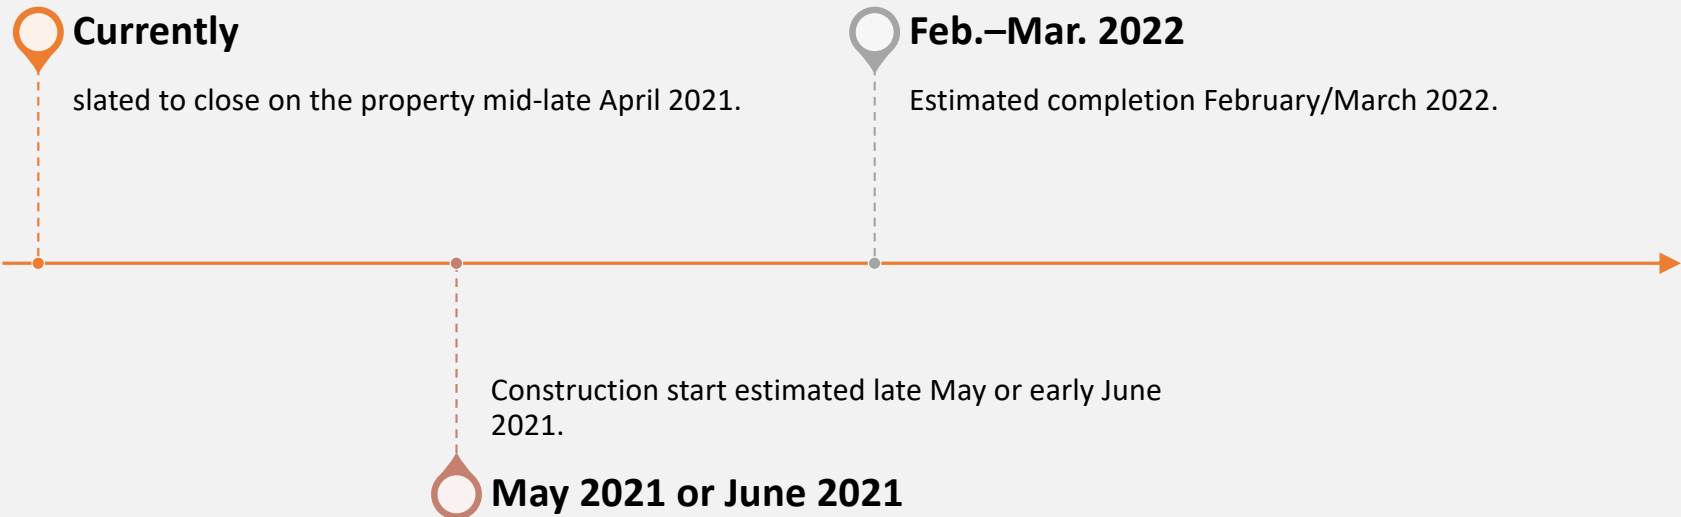 Currently
slated to close on the property mid-late April 2021.
Feb.–Mar. 2022
Estimated completion February/March 2022.
Construction start estimated late May or early June
2021.
May 2021 or June 2021